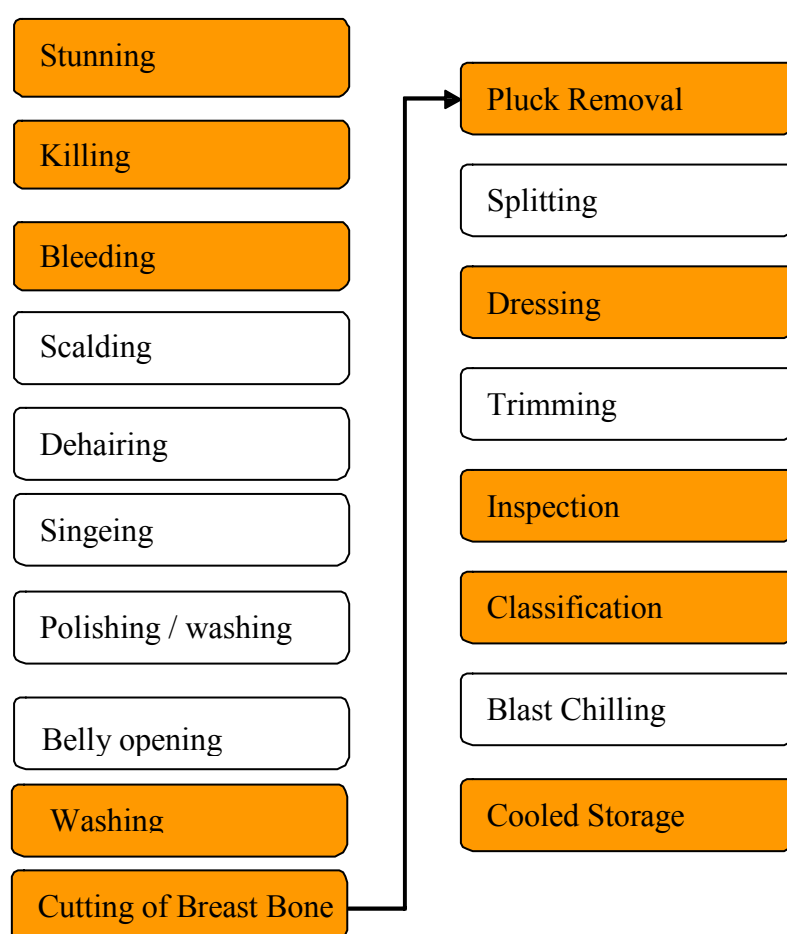 Stunning
Killing
Bleeding
Scalding
Dehairing
Singeing
Polishing / washing
Belly opening
Washing
Cutting of Breast Bone
Pluck Removal
Splitting
Dressing
Trimming
Inspection
Classification
Blast Chilling
Cooled Storage